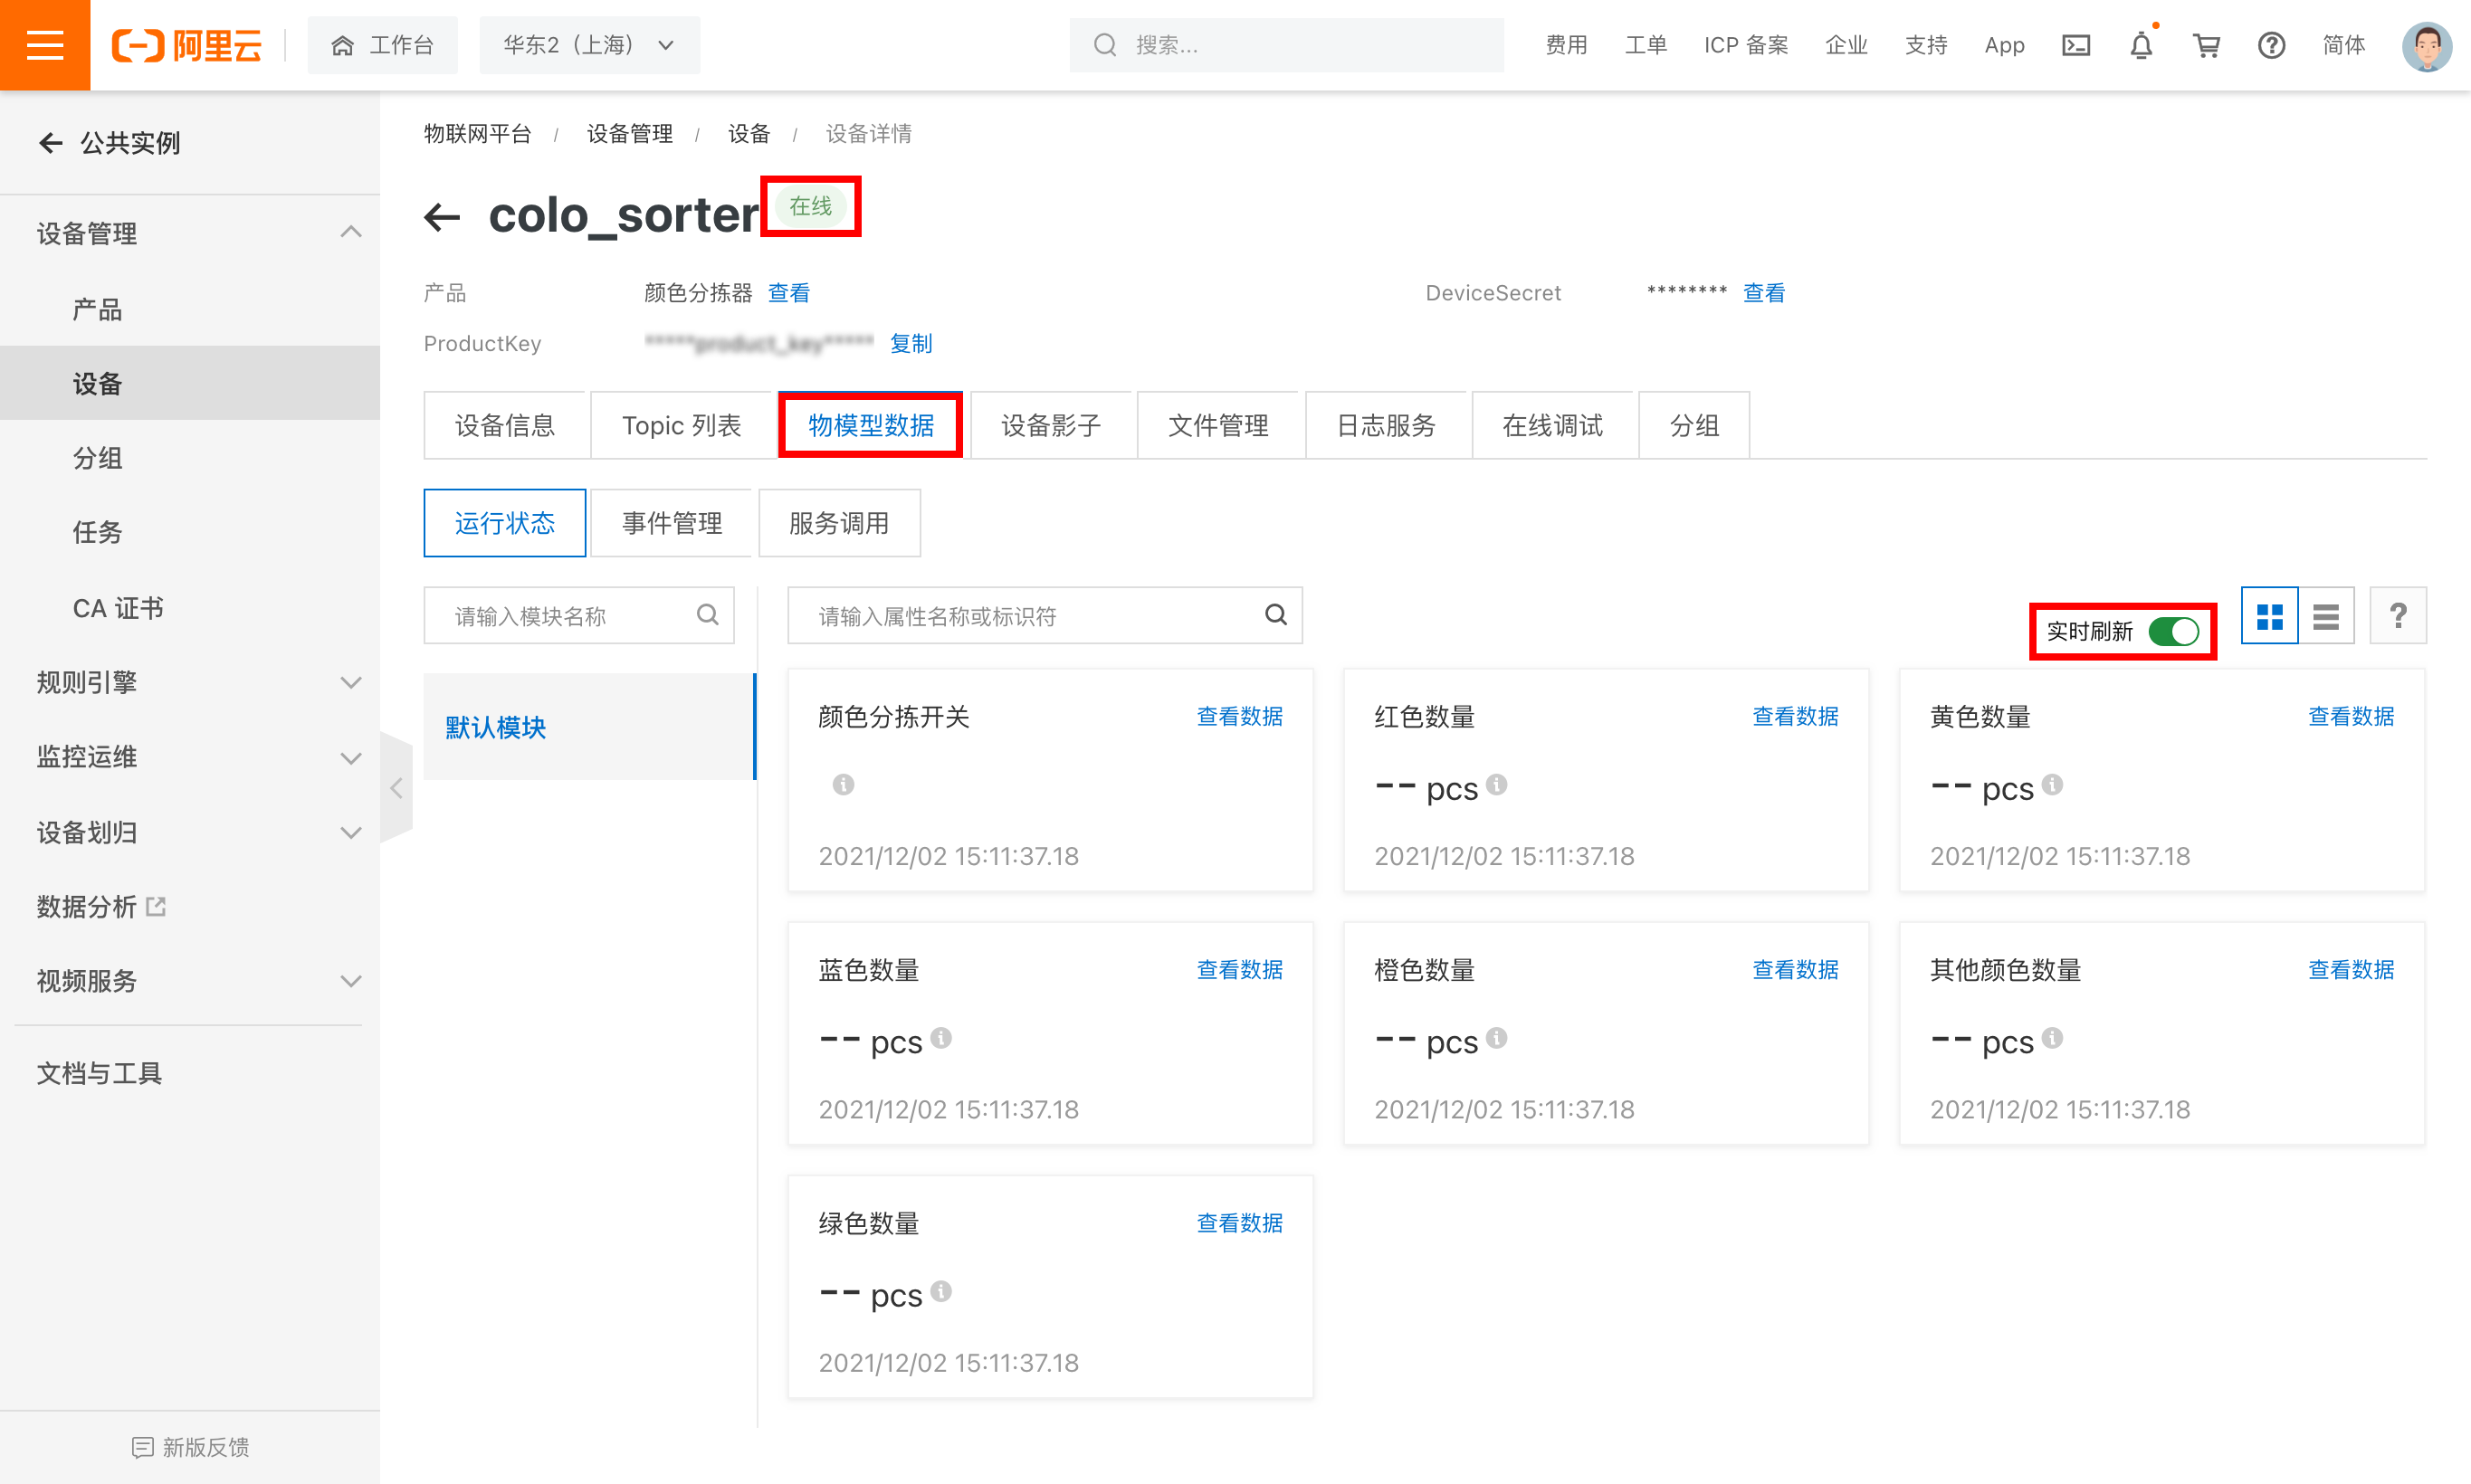 阿里云 工作台 华东2（上海） 搜索... 费用 工单 ICP 备案 企业 支持 App 简体
公共实例
设备管理
产品
设备
分组
任务
CA 证书
规则引擎
监控运维
设备划归
数据分析
视频服务
文档与工具
新版反馈
物联网平台 / 设备管理 / 设备 / 设备详情
colo_sorter 在线
产品 颜色分拣器 查看 DeviceSecret ******** 查看
ProductKey *****product_key***** 复制
设备信息 Topic 列表 物模型数据 设备影子 文件管理 日志服务 在线调试 分组
运行状态 事件管理 服务调用
请输入模块名称 请输入属性名称或标识符 实时刷新 ?
默认模块
颜色分拣开关 查看数据
2021/12/02 15:11:37.18
红色数量 查看数据
-- pcs
2021/12/02 15:11:37.18
黄色数量 查看数据
-- pcs
2021/12/02 15:11:37.18
蓝色数量 查看数据
-- pcs
2021/12/02 15:11:37.18
橙色数量 查看数据
-- pcs
2021/12/02 15:11:37.18
其他颜色数量 查看数据
-- pcs
2021/12/02 15:11:37.18
绿色数量 查看数据
-- pcs
2021/12/02 15:11:37.18